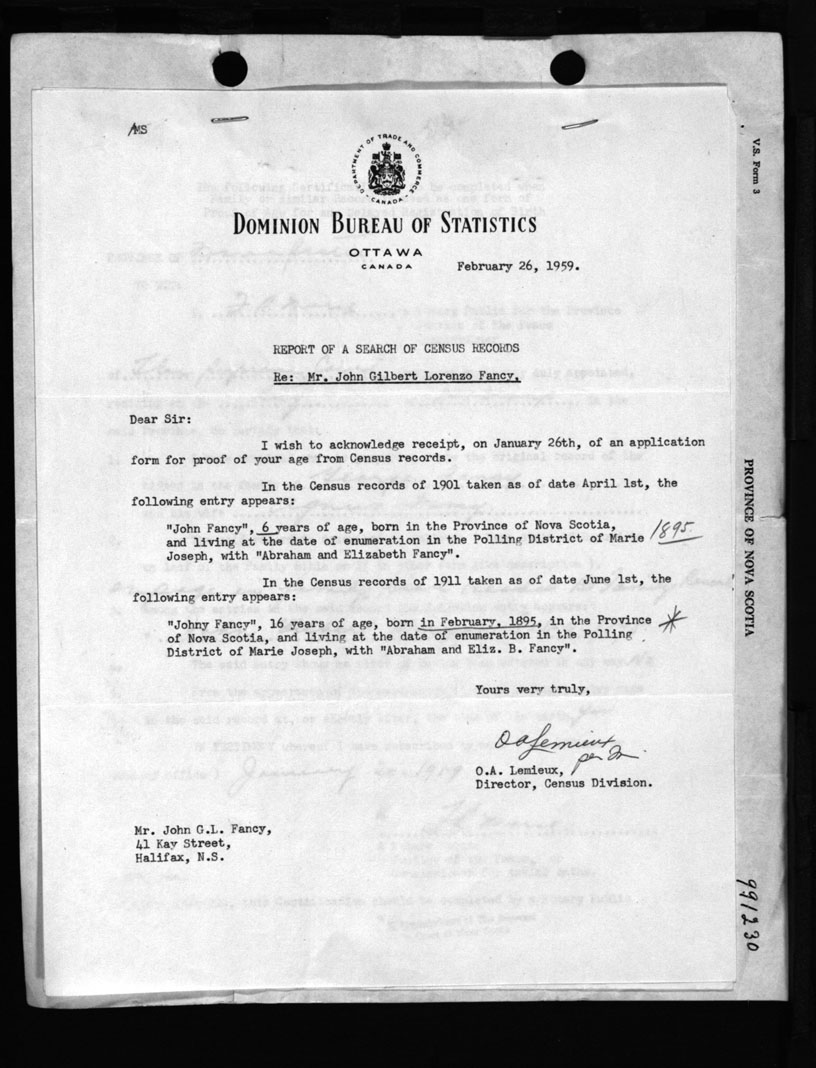 AMS
DEPARTMENT OF TRADE AND COMMERCE
CANADA
DOMINION BUREAU OF STATISTICS
OTTAWA
CANADA
February 26, 1959.
REPORT OF A SEARCH OF CENSUS RECORDS
Re: Mr. John Gilbert Lorenzo Fancy.
Dear Sir:
I wish to acknowledge receipt, on January 26th, of an application
form for proof of your age from Census records.
In the Census records of 1901 taken as of date April 1st, the
following entry appears:
"John Fancy", 6 years of age, born in the Province of Nova Scotia,
and living at the date of enumeration in the Polling District of Marie
Joseph, with "Abraham and Elizabeth Fancy".
1895
In the Census records of 1911 taken as of date June 1st, the
following entry appears:
"Johny Fancy", 16 years of age, born in February, 1895, in the Province
of Nova Scotia, and living at the date of enumeration in the Polling
District of Marie Joseph, with "Abraham and Eliz. B. Fancy".
Yours very truly,
O A Lemieux
per
O.A. Lemieux,
Director, Census Division.
Mr. John G.L. Fancy,
41 Kay Street,
Halifax, N.S.
V.S. Form 3
PROVINCE OF NOVA SCOTIA
991230